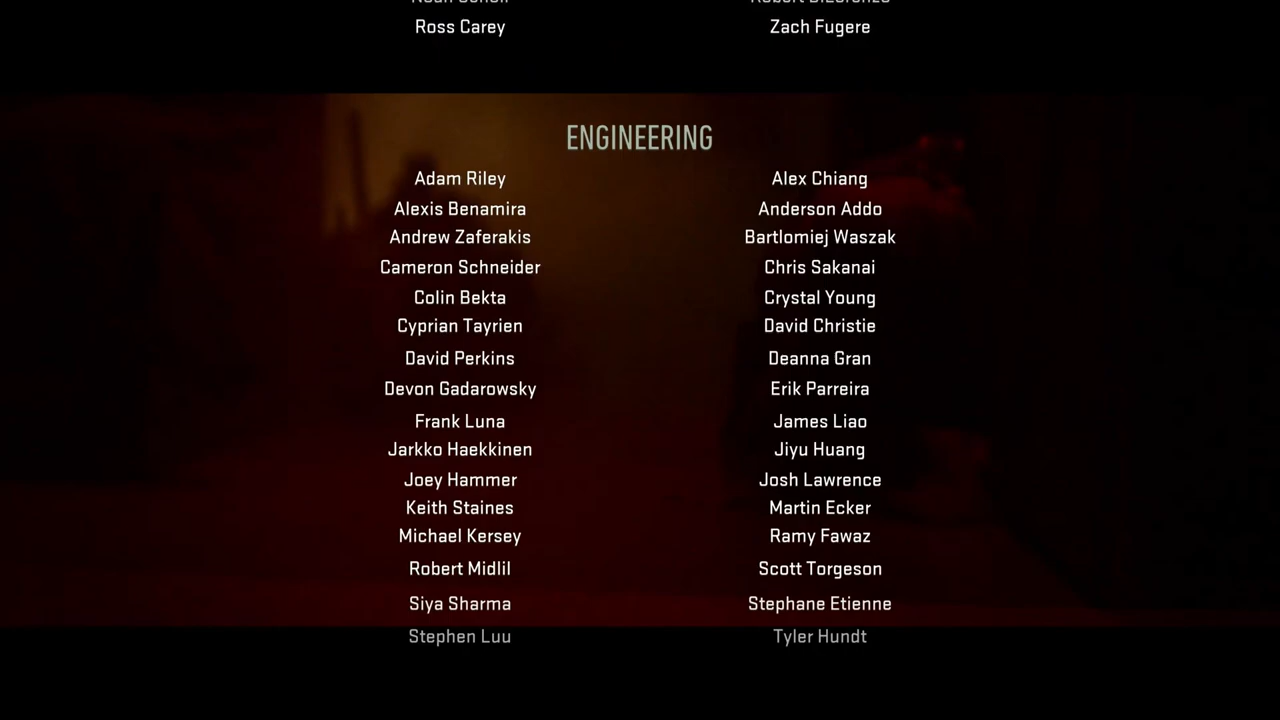 Ross Carey Zach Fugere
ENGINEERING
Adam Riley Alex Chiang
Alexis Benamira Anderson Addo
Andrew Zaferakis Bartlomiej Waszak
Cameron Schneider Chris Sakanai
Colin Bekta Crystal Young
Cyprian Tayrien David Christie
David Perkins Deanna Gran
Devon Gadarowsky Erik Parreira
Frank Luna James Liao
Jarkko Haekkinen Jiyu Huang
Joey Hammer Josh Lawrence
Keith Staines Martin Ecker
Michael Kersey Ramy Fawaz
Robert Midlil Scott Torgeson
Siya Sharma Stephane Etienne
Stephen Luu Tyler Hundt